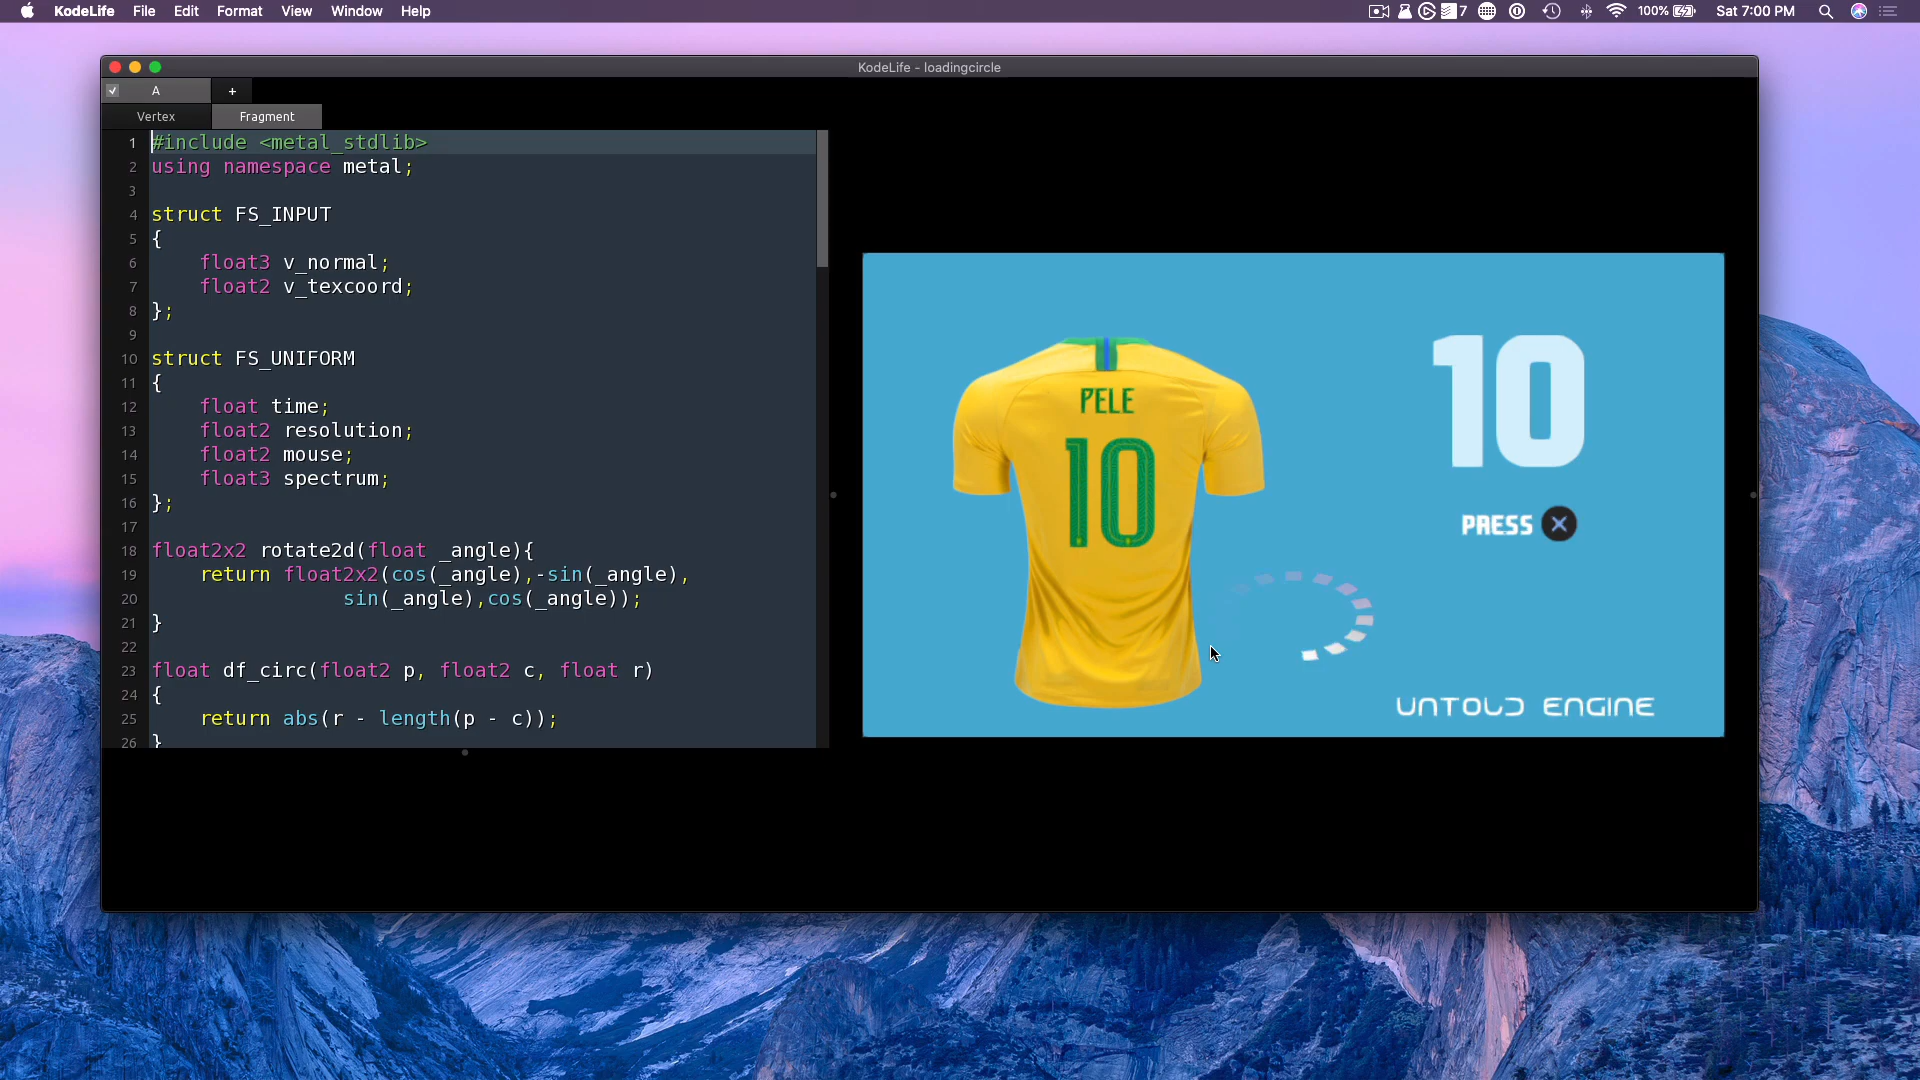 KodeLife File Edit Format View Window Help
7 100% Sat 7:00 PM
KodeLife - loadingcircle
A +
Vertex Fragment
1 #include <metal_stdlib>
2 using namespace metal;
3
4 struct FS_INPUT
5 {
6 float3 v_normal;
7 float2 v_texcoord;
8 };
9
10 struct FS_UNIFORM
11 {
12 float time;
13 float2 resolution;
14 float2 mouse;
15 float3 spectrum;
16 };
17
18 float2x2 rotate2d(float _angle){
19 return float2x2(cos(_angle),-sin(_angle),
20 sin(_angle),cos(_angle));
21 }
22
23 float df_circ(float2 p, float2 c, float r)
24 {
25 return abs(r - length(p - c));
26 }
PELE
10
10
PRESS
UNTOLD ENGINE